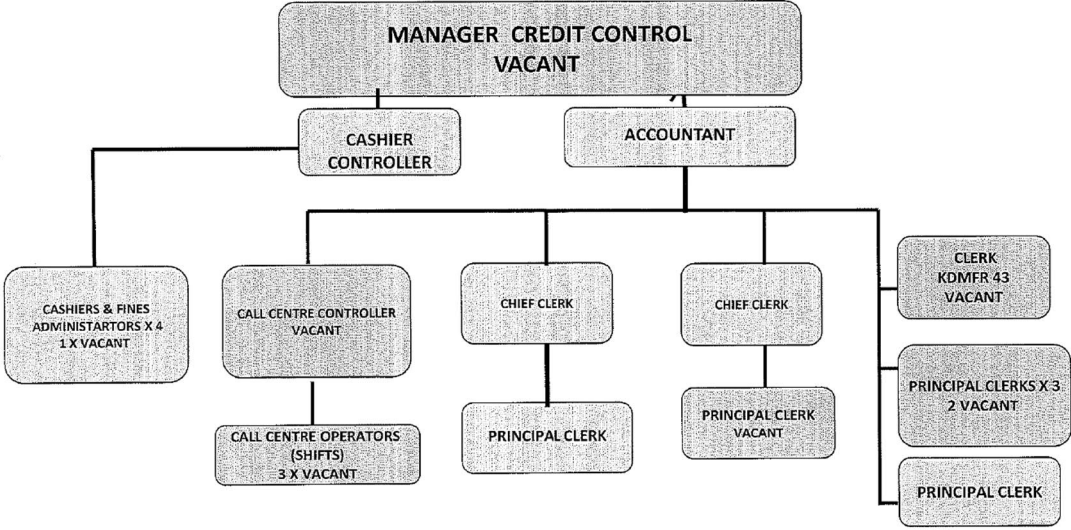 MANAGER CREDIT CONTROL
VACANT
CASHIER
CONTROLLER
ACCOUNTANT
CASHIERS & FINES
ADMINISTARTORS X 4
1 X VACANT
CALL CENTRE CONTROLLER
VACANT
CHIEF CLERK
CHIEF CLERK
CLERK
KDMFR 43
VACANT
CALL CENTRE OPERATORS
(SHIFTS)
3 X VACANT
PRINCIPAL CLERK
PRINCIPAL CLERK
VACANT
PRINCIPAL CLERKS X 3
2 VACANT
PRINCIPAL CLERK